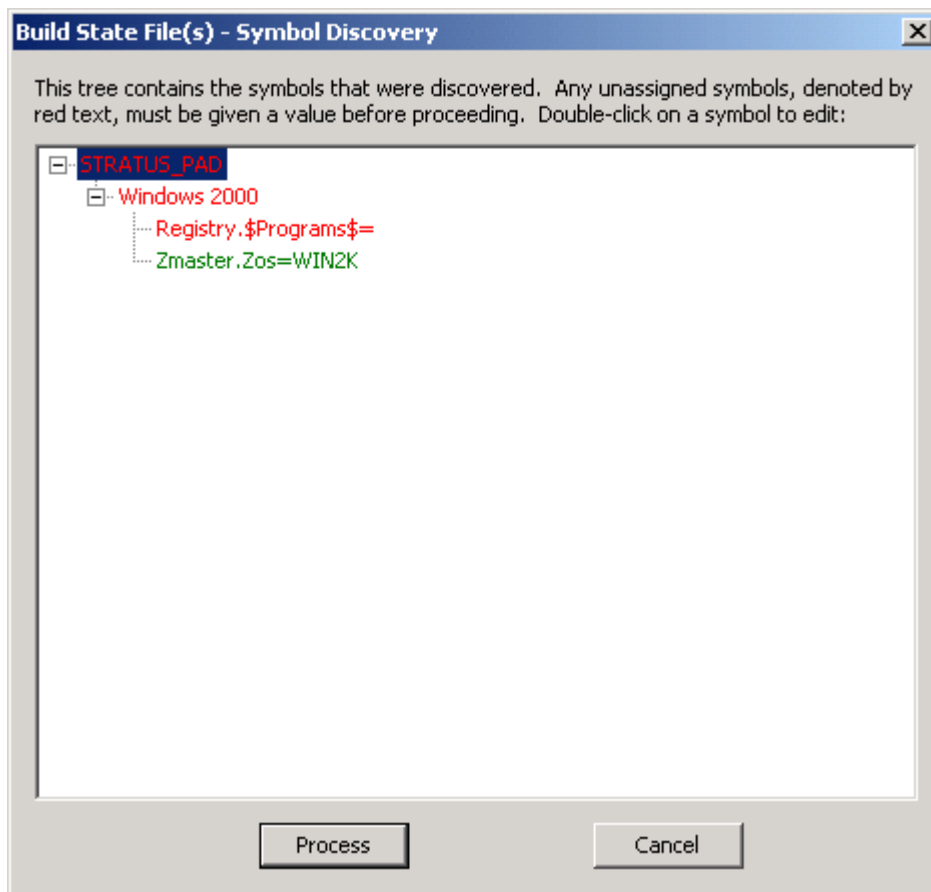 Build State File(s) - Symbol Discovery
This tree contains the symbols that were discovered.  Any unassigned symbols, denoted by
red text, must be given a value before proceeding.  Double-click on a symbol to edit:
STRATUS_PAD
Windows 2000
Registry.$Programs$=
Zmaster.Zos=WIN2K
Process
Cancel